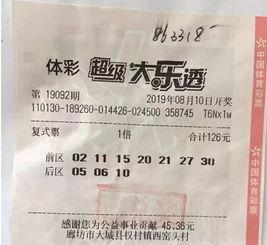 863318
体彩 超级大乐透
第 19092期 2019年08月10日开奖
110130-189260-014426-024500 358745 T6Nx1w
复式票 1倍 合计126元
前区 02 11 15 20 21 27 30
后区 05 06 10
感谢您为公益事业贡献 45.36元
廊坊市大城县权村镇西窑头村
中国体育彩票
中国体育彩票